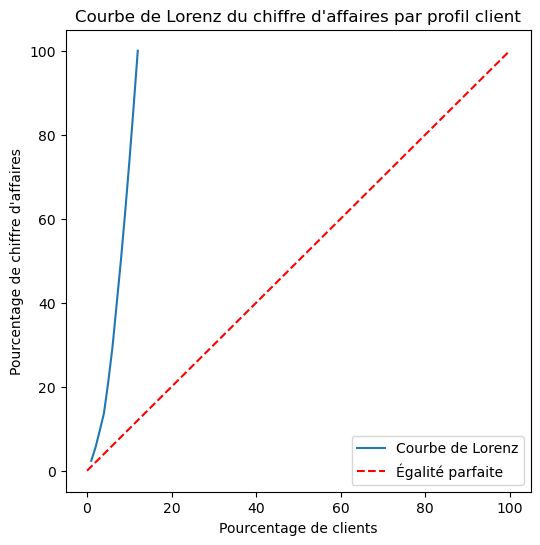 Courbe de Lorenz du chiffre d'affaires par profil client
Pourcentage de chiffre d'affaires
100
80
60
40
20
0
0 20 40 60 80 100
Pourcentage de clients
Courbe de Lorenz
Égalité parfaite